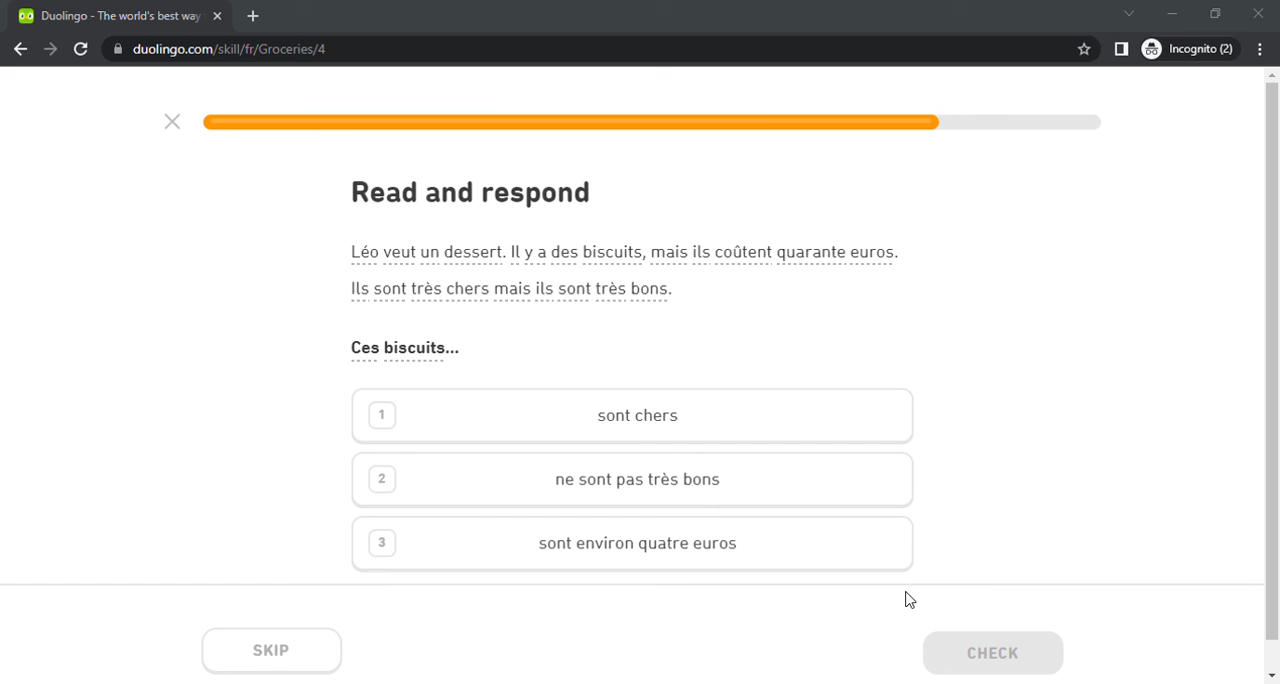 Duolingo - The world's best way
duolingo.com/skill/fr/Groceries/4
Incognito (2)
Read and respond
Léo veut un dessert. Il y a des biscuits, mais ils coûtent quarante euros.
Ils sont très chers mais ils sont très bons.
Ces biscuits...
1 sont chers
2 ne sont pas très bons
3 sont environ quatre euros
SKIP
CHECK